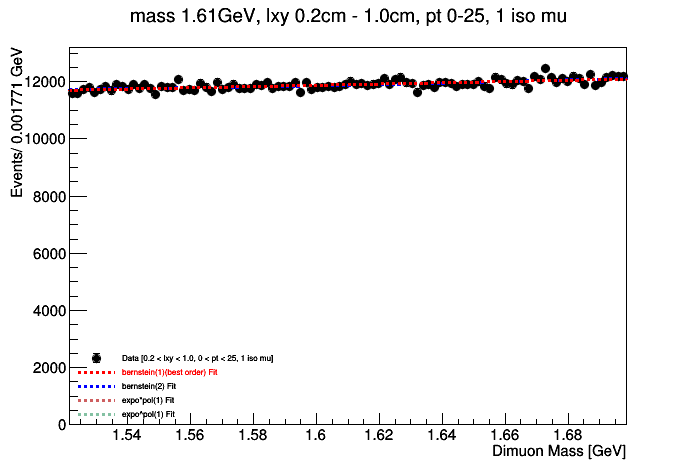 mass 1.61GeV, lxy 0.2cm - 1.0cm, pt 0-25, 1 iso mu
Events/ 0.001771 GeV
12000
10000
8000
6000
4000
2000
0
Data [0.2 < lxy < 1.0, 0 < pt < 25, 1 iso mu]
bernstein(1)(best order) Fit
bernstein(2) Fit
expo*pol(1) Fit
expo^pol(1) Fit
1.54 1.56 1.58 1.6 1.62 1.64 1.66 1.68
Dimuon Mass [GeV]